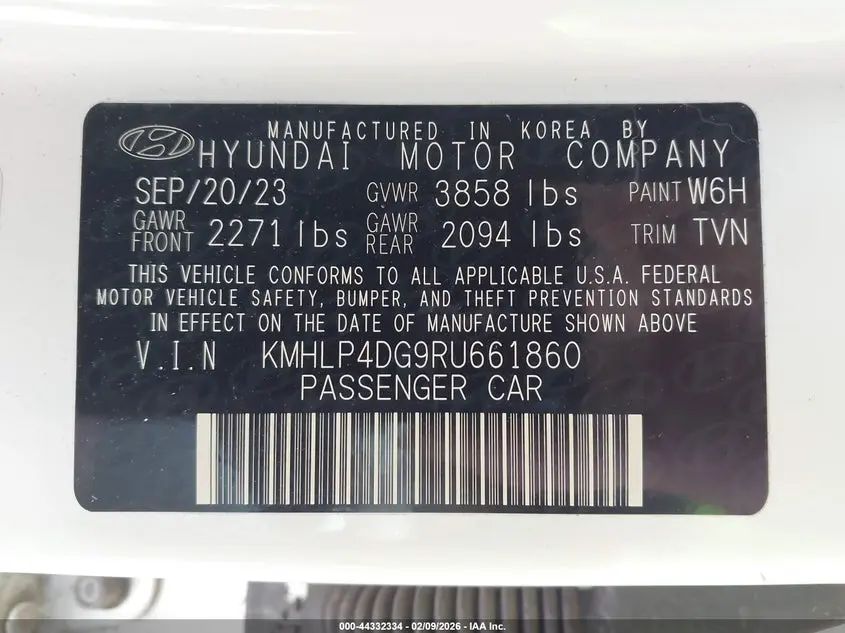 MANUFACTURED IN KOREA BY
HYUNDAI MOTOR COMPANY
SEP/20/23 GVWR 3858 lbs PAINT W6H
GAWR FRONT 2271 lbs GAWR REAR 2094 lbs TRIM TVN
THIS VEHICLE CONFORMS TO ALL APPLICABLE U.S.A. FEDERAL
MOTOR VEHICLE SAFETY, BUMPER, AND THEFT PREVENTION STANDARDS
IN EFFECT ON THE DATE OF MANUFACTURE SHOWN ABOVE
V.I.N KMHLP4DG9RU661860
PASSENGER CAR
000-44332334 | 02/09/2026 - © IAA Inc.